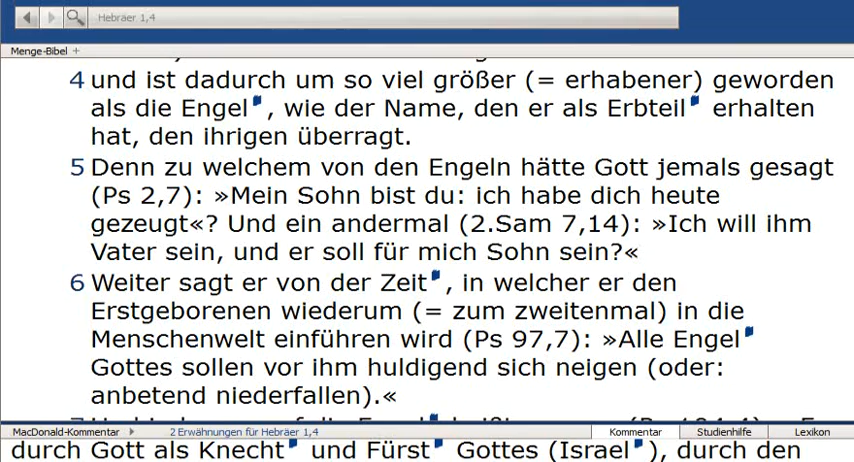 Hebräer 1,4
Menge-Bibel +
4 und ist dadurch um so viel größer (= erhabener) geworden
als die Engel, wie der Name, den er als Erbteil erhalten
hat, den ihrigen überragt.
5 Denn zu welchem von den Engeln hätte Gott jemals gesagt
(Ps 2,7): »Mein Sohn bist du: ich habe dich heute
gezeugt«? Und ein andermal (2.Sam 7,14): »Ich will ihm
Vater sein, und er soll für mich Sohn sein?«
6 Weiter sagt er von der Zeit, in welcher er den
Erstgeborenen wiederum (= zum zweitenmal) in die
Menschenwelt einführen wird (Ps 97,7): »Alle Engel
Gottes sollen vor ihm huldigend sich neigen (oder:
anbetend niederfallen).«
MacDonald-Kommentar 2 Erwähnungen für Hebräer 1,4 Kommentar Studienhilfe Lexikon
durch Gott als Knecht und Fürst Gottes (Israel), durch den